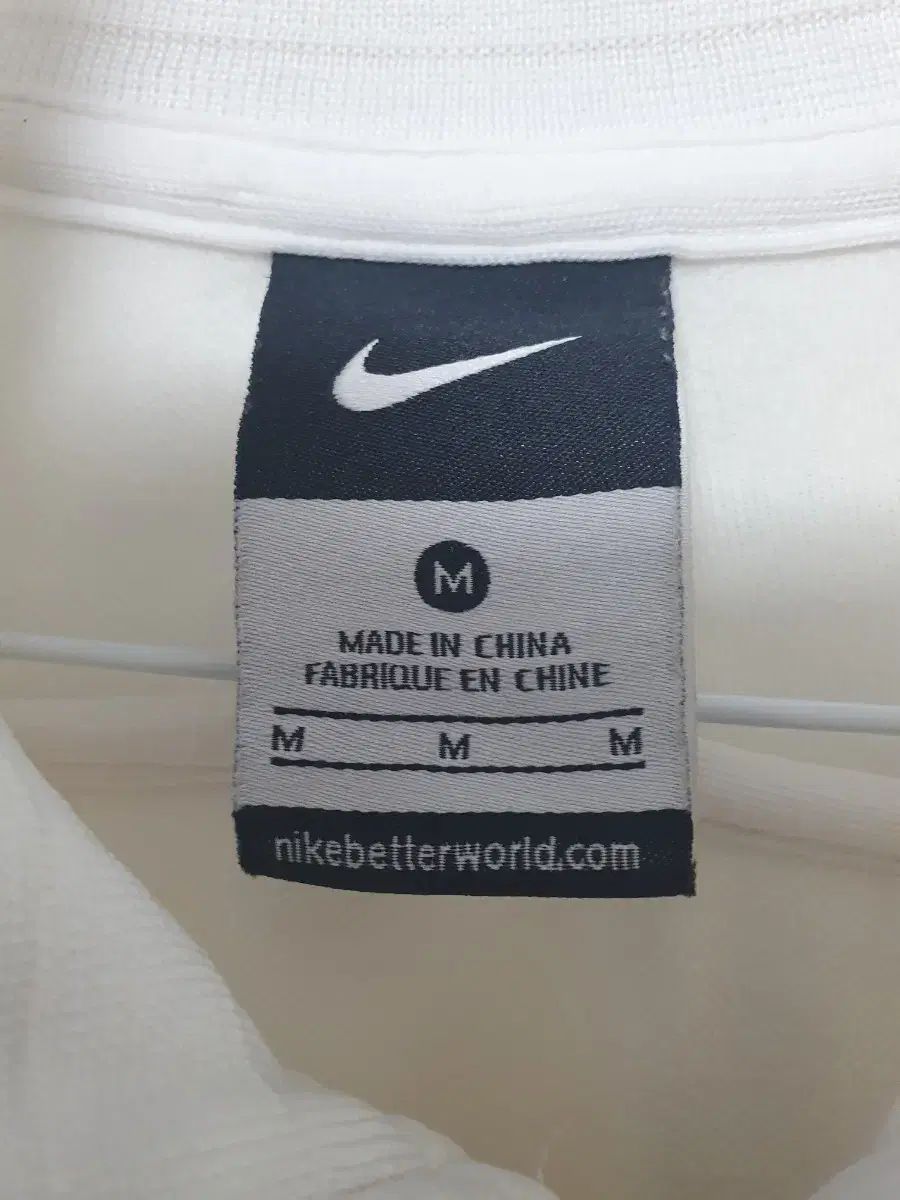 M
MADE IN CHINA
FABRIQUE EN CHINE
M M M
nikebetterworld.com